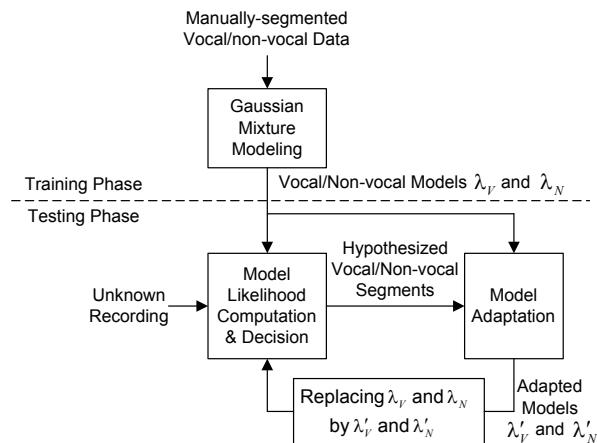 Manually-segmented
Vocal/non-vocal Data
Gaussian
Mixture
Modeling
Training Phase
Vocal/Non-vocal Models λ_V and λ_N
Testing Phase
Hypothesized
Vocal/Non-vocal
Segments
Unknown
Recording
Model
Likelihood
Computation
& Decision
Model
Adaptation
Replacing λ_V and λ_N
by λ′_V and λ′_N
Adapted
Models
λ′_V and λ′_N